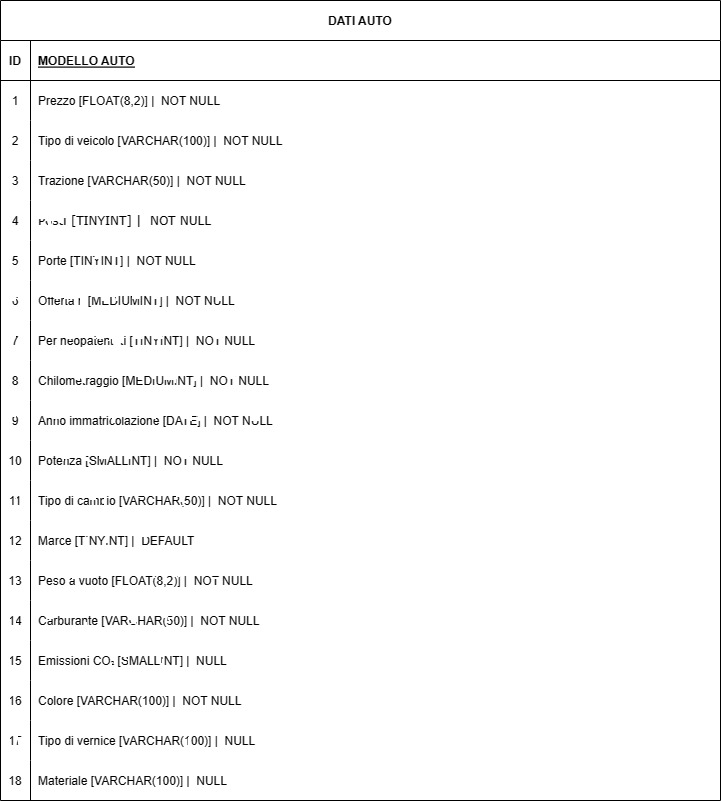 DATI AUTO
ID MODELLO AUTO
1 Prezzo [FLOAT(8,2)] | NOT NULL
2 Tipo di veicolo [VARCHAR(100)] | NOT NULL
3 Trazione [VARCHAR(50)] | NOT NULL
4 Posti [TINYINT] | NOT NULL
5 Porte [TINYINT] | NOT NULL
6 Offerta [MEDIUMINT] | NOT NULL
7 Per neopatentati [TINYINT] | NOT NULL
8 Chilometraggio [MEDIUMINT] | NOT NULL
9 Anno immatricolazione [DATE] | NOT NULL
10 Potenza [SMALLINT] | NOT NULL
11 Tipo di cambio [VARCHAR(50)] | NOT NULL
12 Marce [TINYINT] | DEFAULT
13 Peso a vuoto [FLOAT(8,2)] | NOT NULL
14 Carburante [VARCHAR(50)] | NOT NULL
15 Emissioni CO₂ [SMALLINT] | NULL
16 Colore [VARCHAR(100)] | NOT NULL
17 Tipo di vernice [VARCHAR(100)] | NULL
18 Materiale [VARCHAR(100)] | NULL